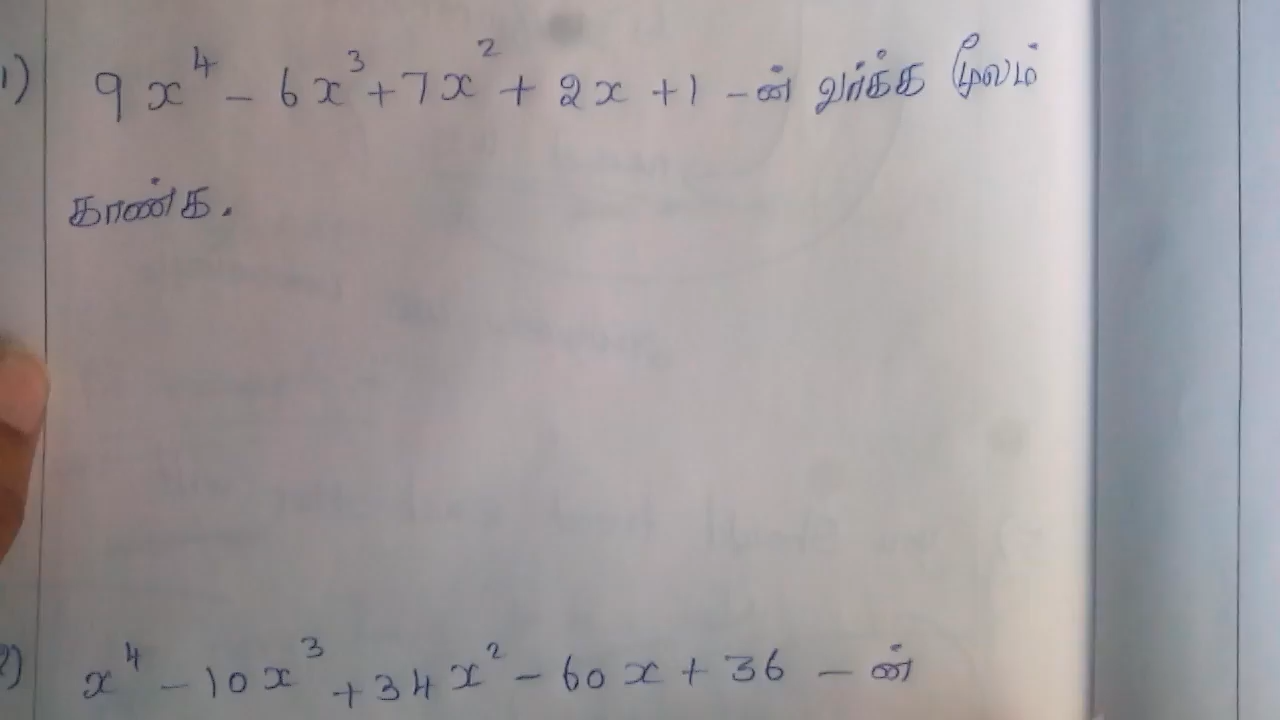 1) 9x⁴ - 6x³ + 7x² + 2x + 1 - ன் வர்க்க மூலம்
காண்க.
2) x⁴ - 10x³ + 34x² - 60x + 36 - ன்